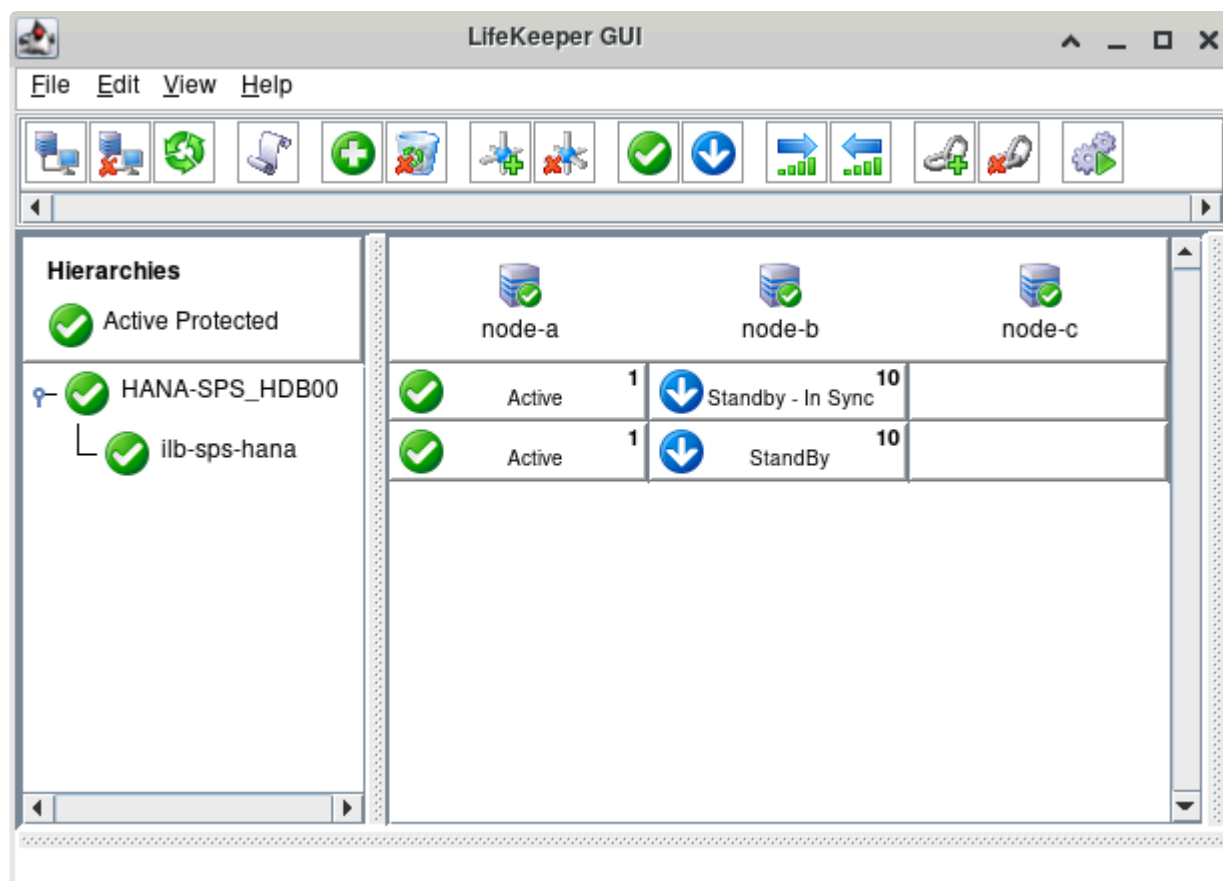 LifeKeeper GUI
File Edit View Help
Hierarchies
Active Protected
node-a node-b node-c
HANA-SPS_HDB00
Active 1 Standby - In Sync 10
ilb-sps-hana
Active 1 StandBy 10